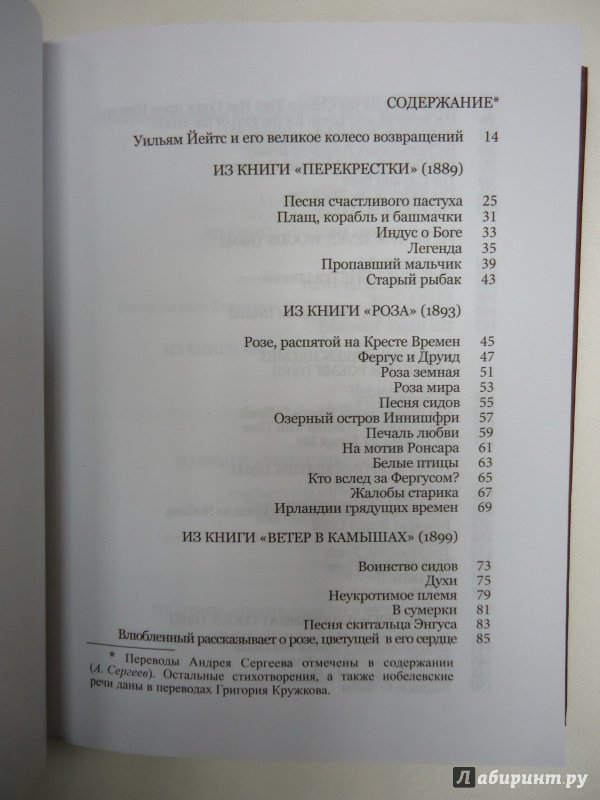 СОДЕРЖАНИЕ*
Уильям Йейтс и его великое колесо возвращений 14
ИЗ КНИГИ «ПЕРЕКРЕСТКИ» (1889)
Песня счастливого пастуха 25
Плащ, корабль и башмачки 31
Индус о Боге 33
Легенда 35
Пропавший мальчик 39
Старый рыбак 43
ИЗ КНИГИ «РОЗА» (1893)
Розе, распятой на Кресте Времен 45
Фергус и Друид 47
Роза земная 51
Роза мира 53
Песня сидов 55
Озерный остров Иннишфри 57
Печаль любви 59
На мотив Ронсара 61
Белые птицы 63
Кто вслед за Фергусом? 65
Жалобы старика 67
Ирландии грядущих времен 69
ИЗ КНИГИ «ВЕТЕР В КАМЫШАХ» (1899)
Воинство сидов 73
Духи 75
Неукротимое племя 79
В сумерки 81
Песня скитальца Энгуса 83
Влюбленный рассказывает о розе, цветущей в его сердце 85
* Переводы Андрея Сергеева отмечены в содержании
(А. Сергеев). Остальные стихотворения, а также нобелевские
речи даны в переводах Григория Кружкова.
Лабиринт.ру